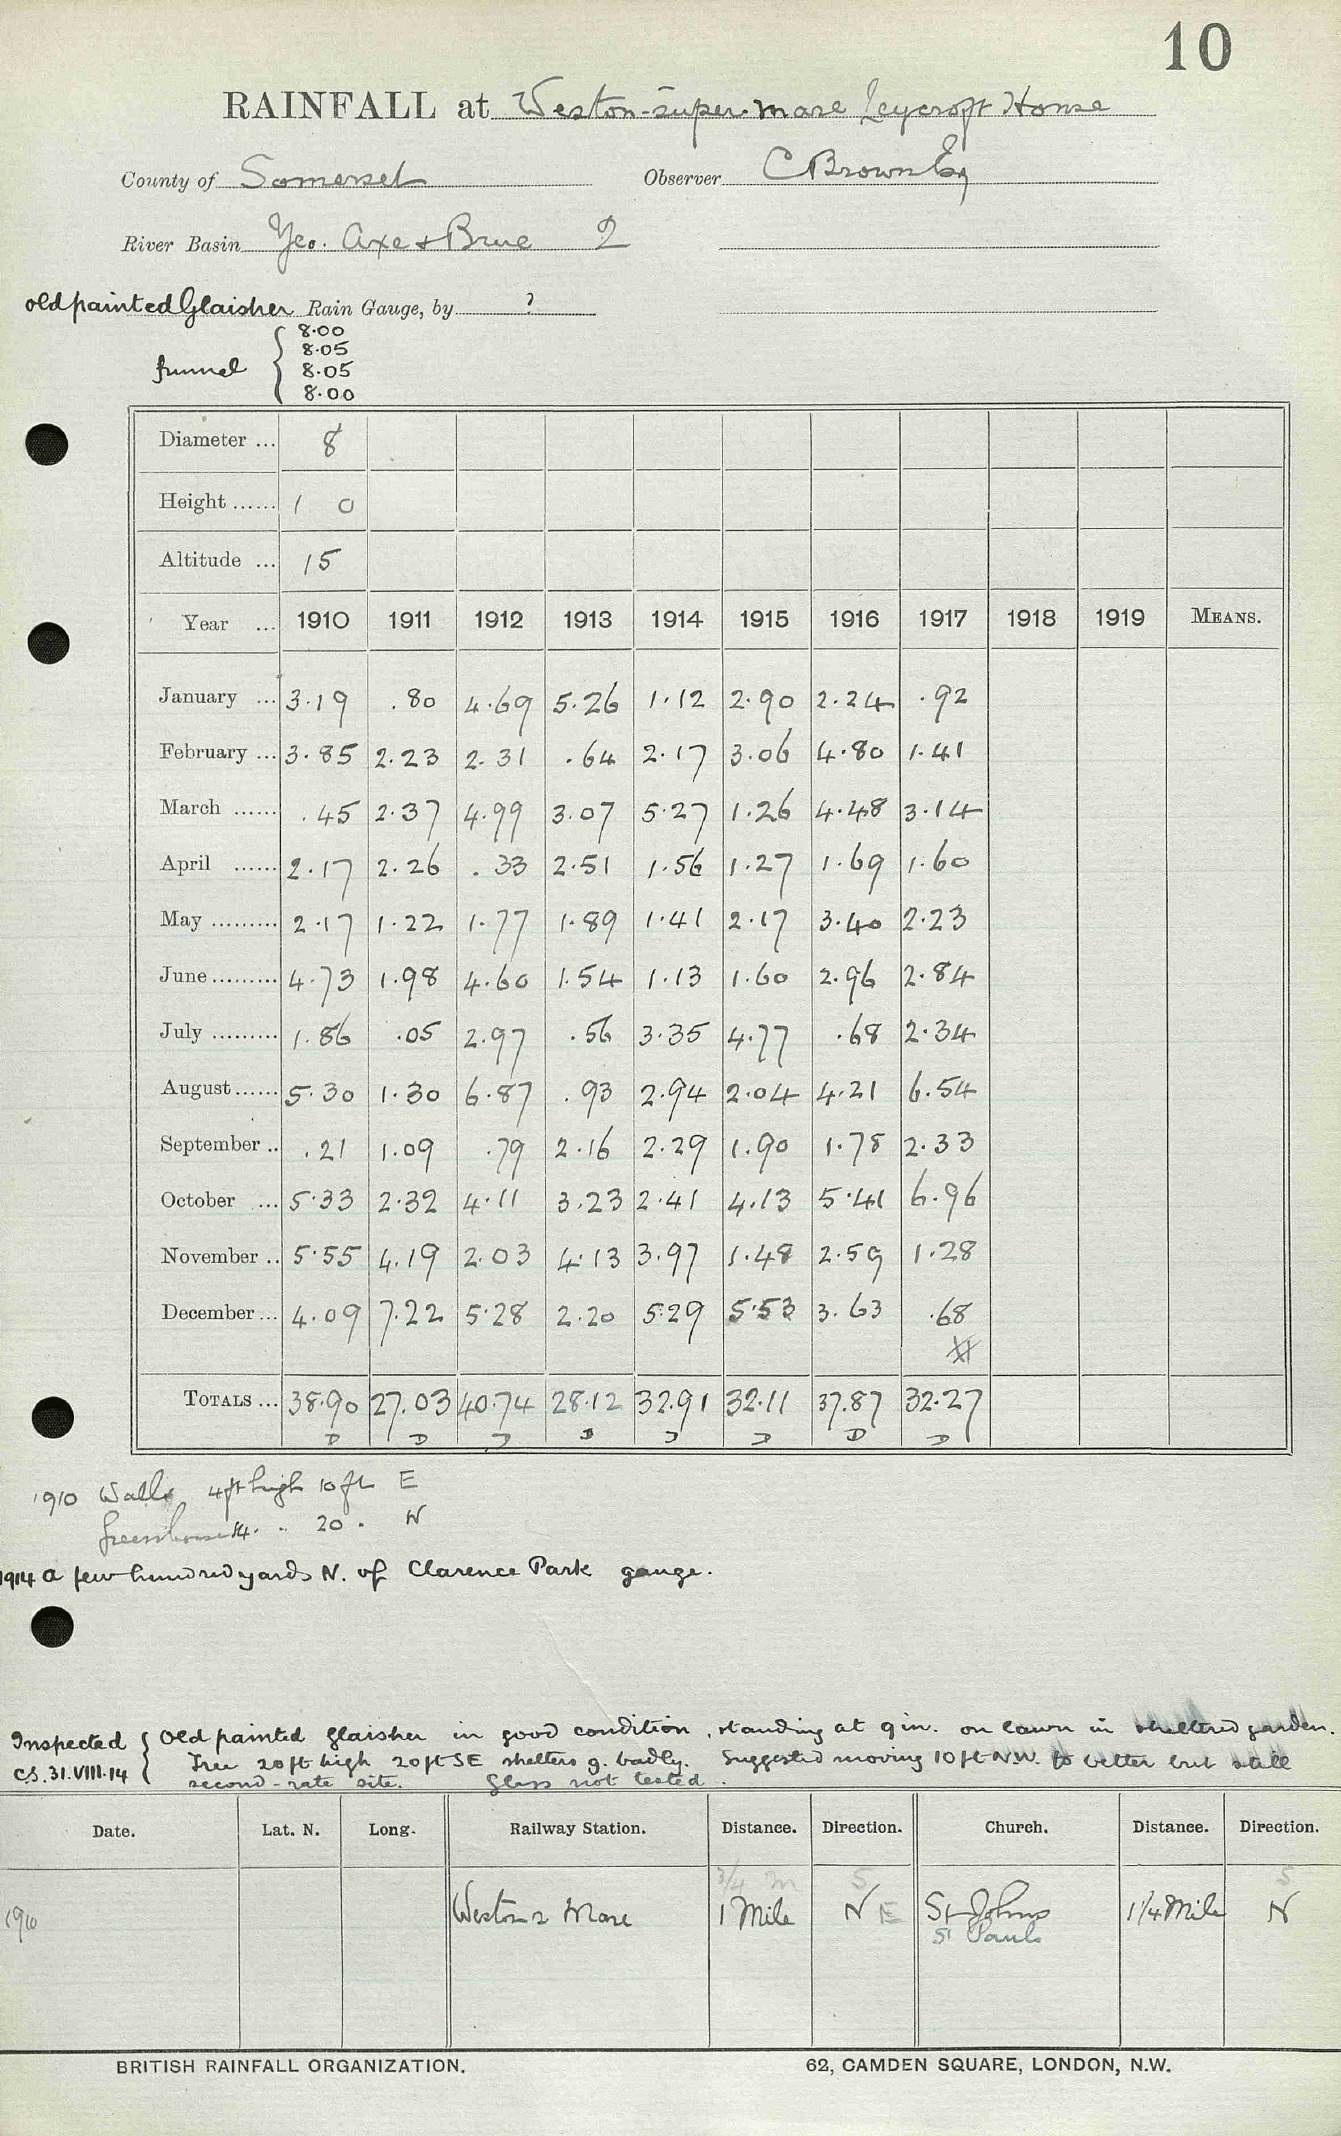 10
RAINFALL at Weston-super-Mare Leycroft House
County of Somerset Observer C Brown Esq
River Basin Yeo. Axe & Brue 2
old painted Glaisher Rain Gauge, by ?
funnel { 8.00
8.05
8.05
8.00
Diameter ... 8
Height ...... 1 0
Altitude ... 15
Year ... 1910 1911 1912 1913 1914 1915 1916 1917 1918 1919 MEANS.
January ... 3.19 .80 4.69 5.26 1.12 2.90 2.24 .92
February ... 3.85 2.23 2.31 .64 2.17 3.06 4.80 1.41
March ...... .45 2.37 4.99 3.07 5.27 1.26 4.48 3.14
April ...... 2.17 2.26 .33 2.51 1.56 1.27 1.69 1.60
May ......... 2.17 1.22 1.77 1.89 1.41 2.17 3.40 2.23
June ......... 4.73 1.98 4.60 1.54 1.13 1.60 2.96 2.84
July ......... 1.86 .05 2.97 .56 3.35 4.77 .68 2.34
August ...... 5.30 1.30 6.87 .93 2.94 2.04 4.21 6.54
September .. .21 1.09 .79 2.16 2.29 1.90 1.78 2.33
October ... 5.33 2.32 4.11 3.23 2.41 4.13 5.41 6.96
November .. 5.55 4.19 2.03 4.13 3.97 1.48 2.59 1.28
December ... 4.09 7.22 5.28 2.20 5.29 5.53 3.63 .68
TOTALS ... 38.90 27.03 40.74 28.12 32.91 32.11 37.87 32.27
D D D D D D D D
1910 Walls 4ft high 10 ft E
Greenhouse 14 . . 20 . N
1914 a few hundred yards N. of Clarence Park gauge.
Inspected { Old painted Glaisher in good condition, standing at 9 in. on lawn in sheltered garden.
C.S. 31.VIII.14 Tree 20 ft high 20 ft SE shelters g. badly. Suggested moving 10 ft N.W. to better but still
second-rate site. Glass not tested.
Date. Lat. N. Long. Railway Station. Distance. Direction. Church. Distance. Direction.
3/4 m S S
1910 Weston s Mare 1 Mile N E St Johns 1 1/4 Mile N
St Pauls
BRITISH RAINFALL ORGANIZATION. 62, CAMDEN SQUARE, LONDON, N.W.